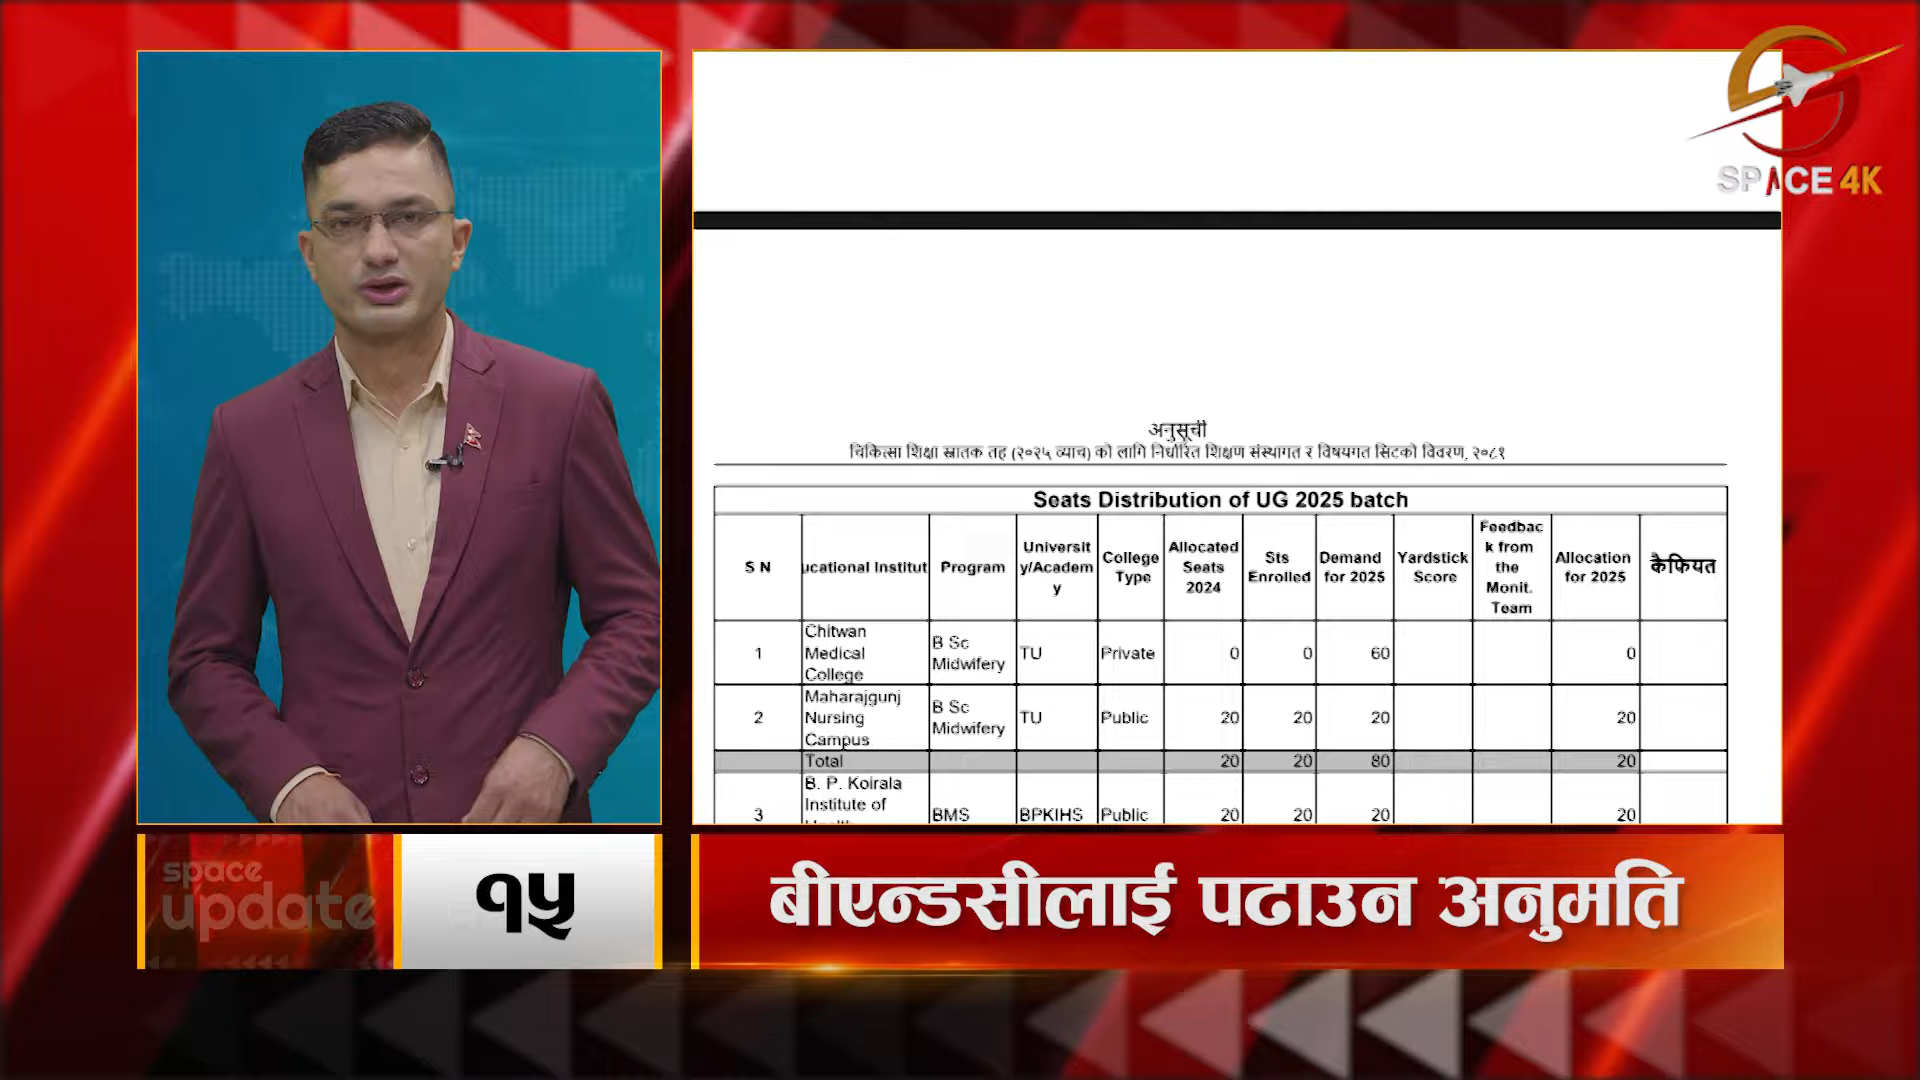 SPACE 4K
अनुसूची
चिकित्सा शिक्षा स्नातक तह (२०२५ व्याच) को लागि निर्धारित शिक्षण संस्थागत र विषयगत सिटको विवरण, २०८१
Seats Distribution of UG 2025 batch
S N ucational Institut Program Universit y/Academ y College Type Allocated Seats 2024 Sts Enrolled Demand for 2025 Yardstick Score Feedbac k from the Monit. Team Allocation for 2025 कैफियत
1 Chitwan Medical College B Sc Midwifery TU Private 0 0 60 0
2 Maharajgunj Nursing Campus B Sc Midwifery TU Public 20 20 20 20
Total 20 20 80 20
3 B. P. Koirala Institute of BMS BPKIHS Public 20 20 20 20
space update
१५
बीएन्डसीलाई पढाउन अनुमति